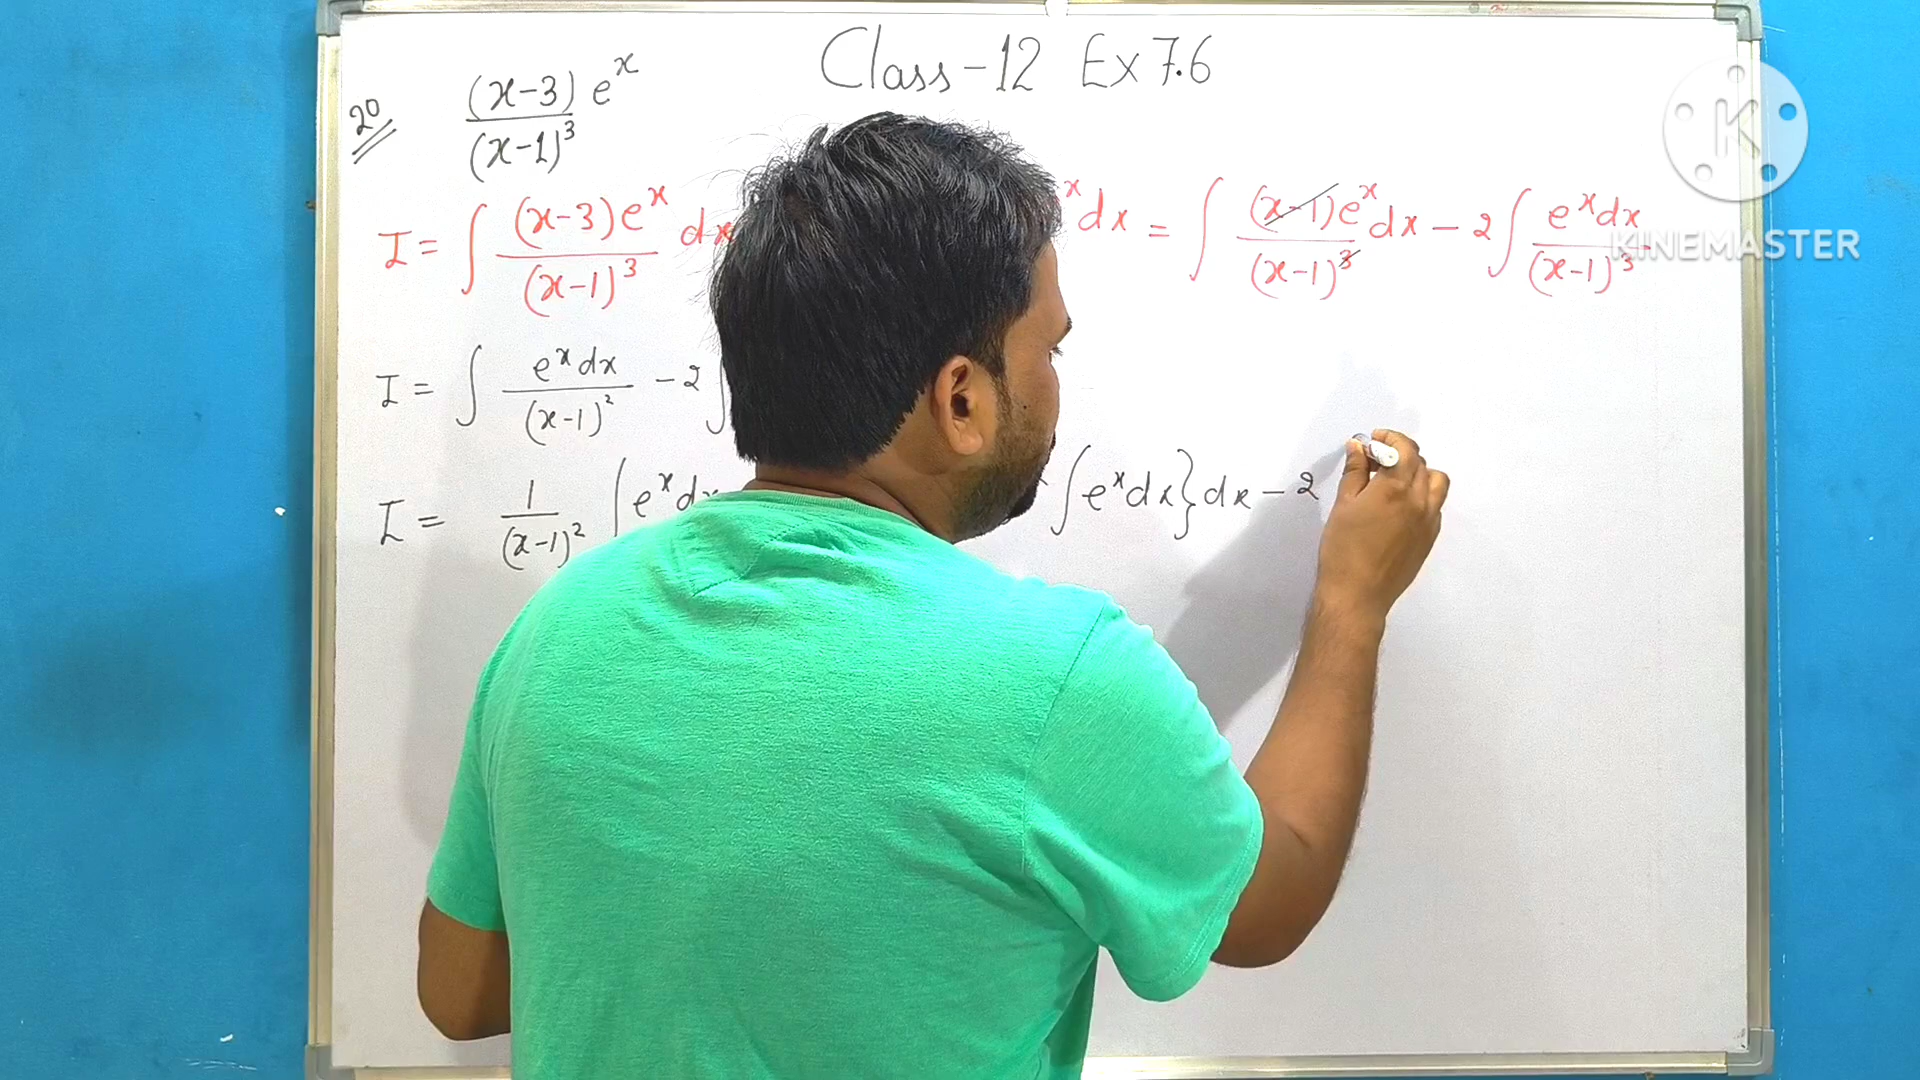 Class-12 Ex 7.6
20 (x-3) e^x / (x-1)^3
I = ∫ (x-3)e^x / (x-1)^3 dx
^x dx = ∫ (x-1)e^x / (x-1)^3 dx - 2 ∫ e^x dx / (x-1)^3
K
KINEMASTER
I = ∫ e^x dx / (x-1)^2 - 2 ∫
I = 1 / (x-1)^2 ∫ e^x dx
∫ e^x dx} dx - 2